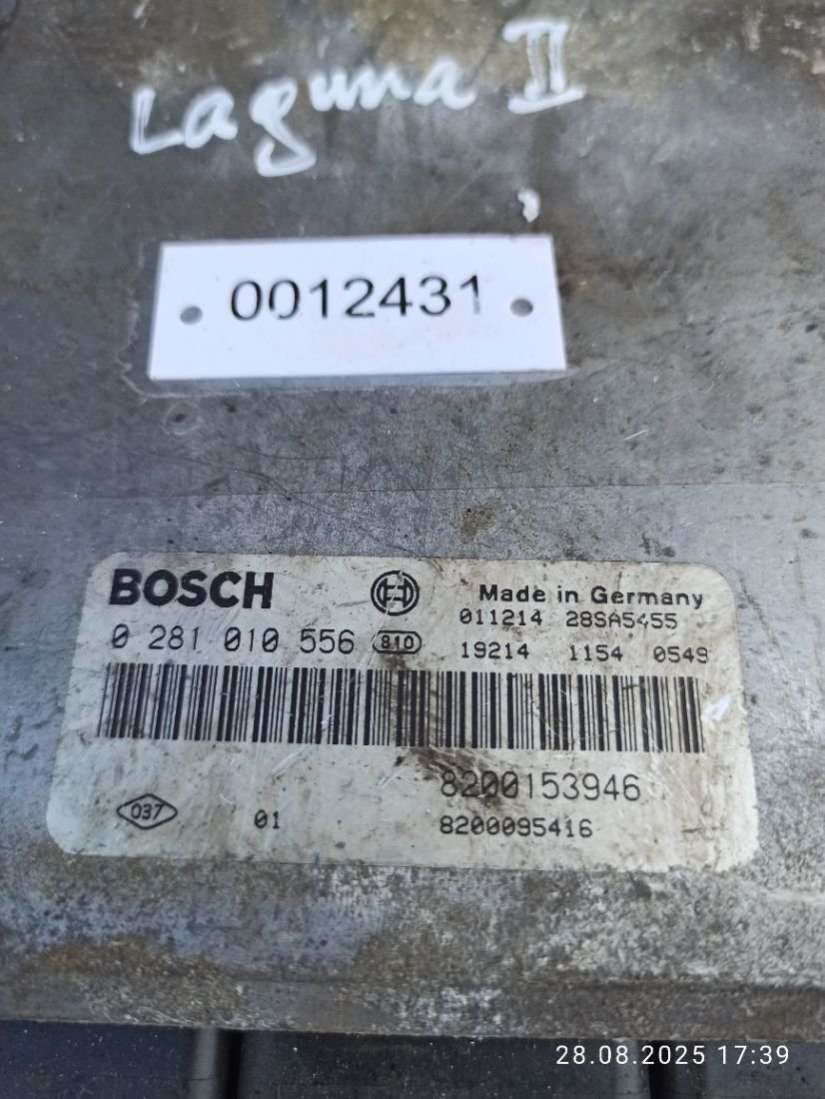 Laguna II
0012431
BOSCH Made in Germany
011214 28SA5455
0 281 010 556 810
19214 1154 0549
8200153946
037 01 8200095416
28.08.2025 17:39